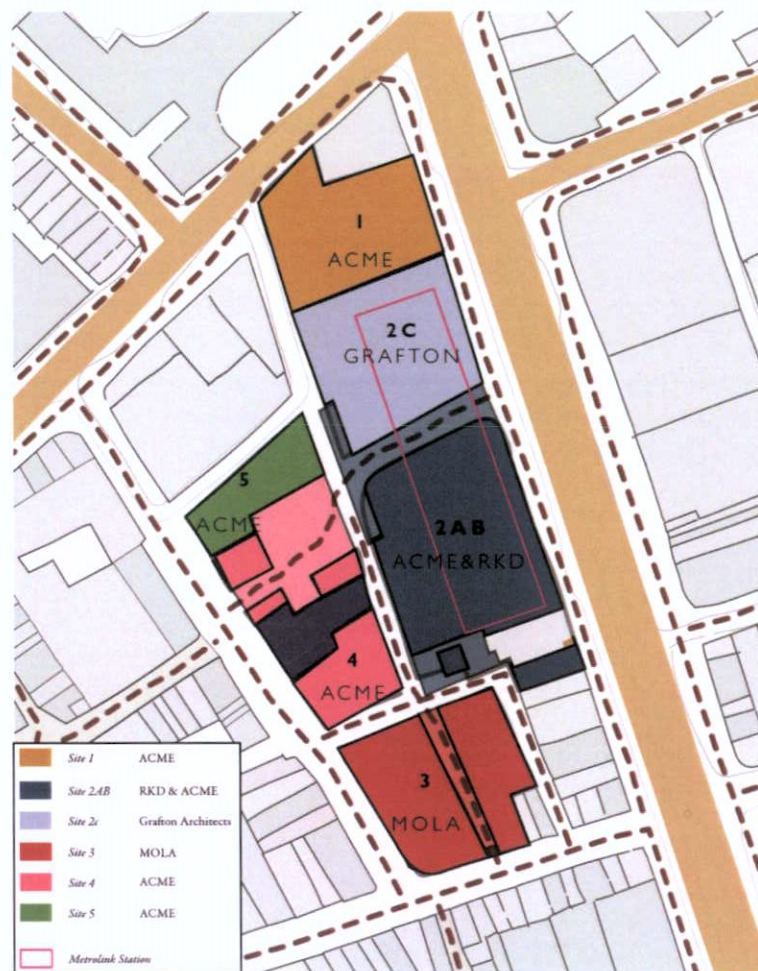 1
ACME
2C
GRAFTON
5
ACME
2AB
ACME&RKD
4
ACME
3
MOLA
Site 1 ACME
Site 2AB RKD & ACME
Site 2c Grafton Architects
Site 3 MOLA
Site 4 ACME
Site 5 ACME
Metrolink Station